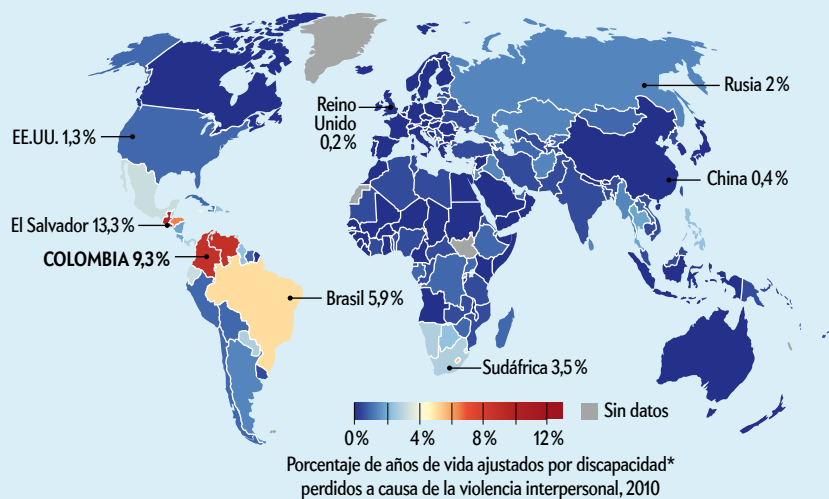 Rusia 2 %
Reino
Unido
0,2 %
EE.UU. 1,3 %
China 0,4 %
El Salvador 13,3 %
COLOMBIA 9,3 %
Brasil 5,9 %
Sudáfrica 3,5 %
Sin datos
0% 4% 8% 12%
Porcentaje de años de vida ajustados por discapacidad*
perdidos a causa de la violencia interpersonal, 2010